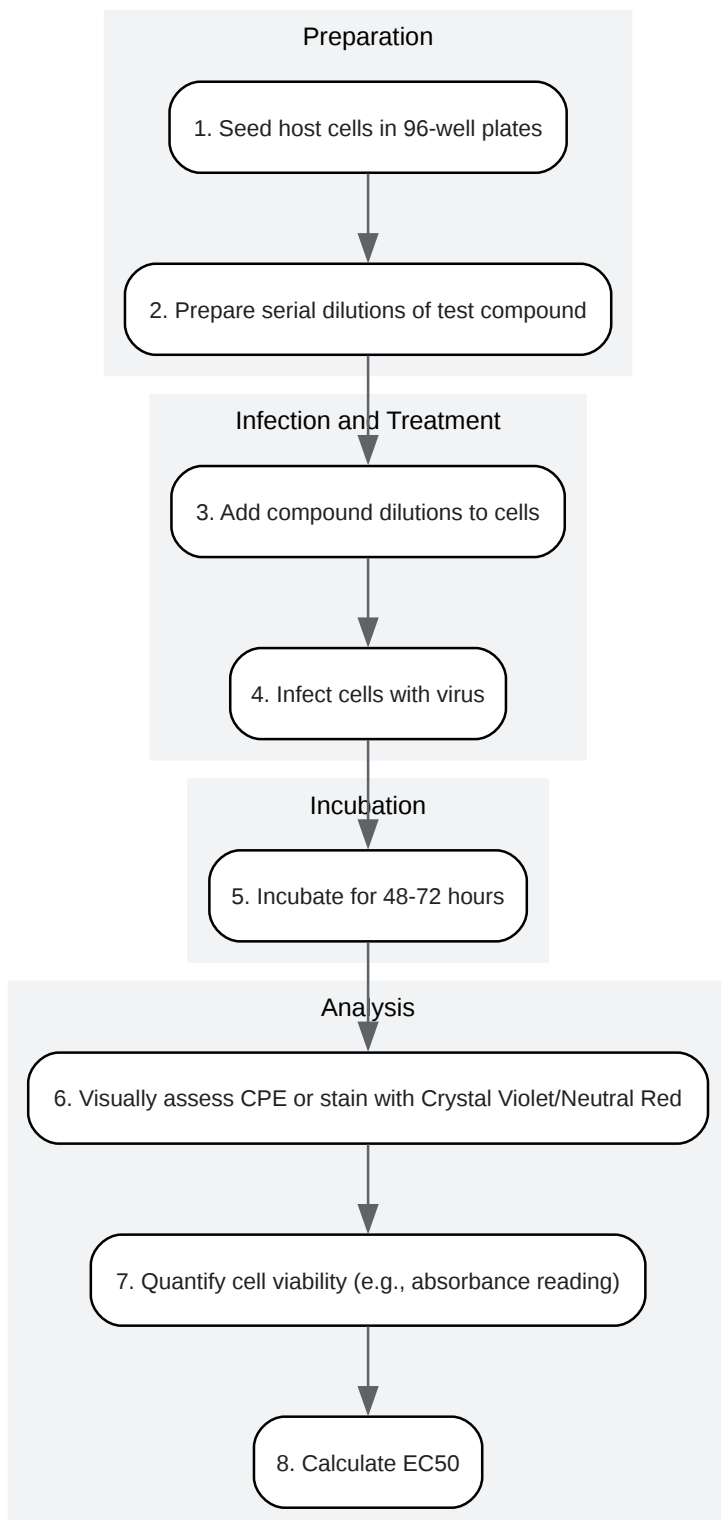 Preparation
1. Seed host cells in 96-well plates
2. Prepare serial dilutions of test compound
Infection and Treatment
3. Add compound dilutions to cells
4. Infect cells with virus
Incubation
5. Incubate for 48-72 hours
Analysis
6. Visually assess CPE or stain with Crystal Violet/Neutral Red
7. Quantify cell viability (e.g., absorbance reading)
8. Calculate EC50